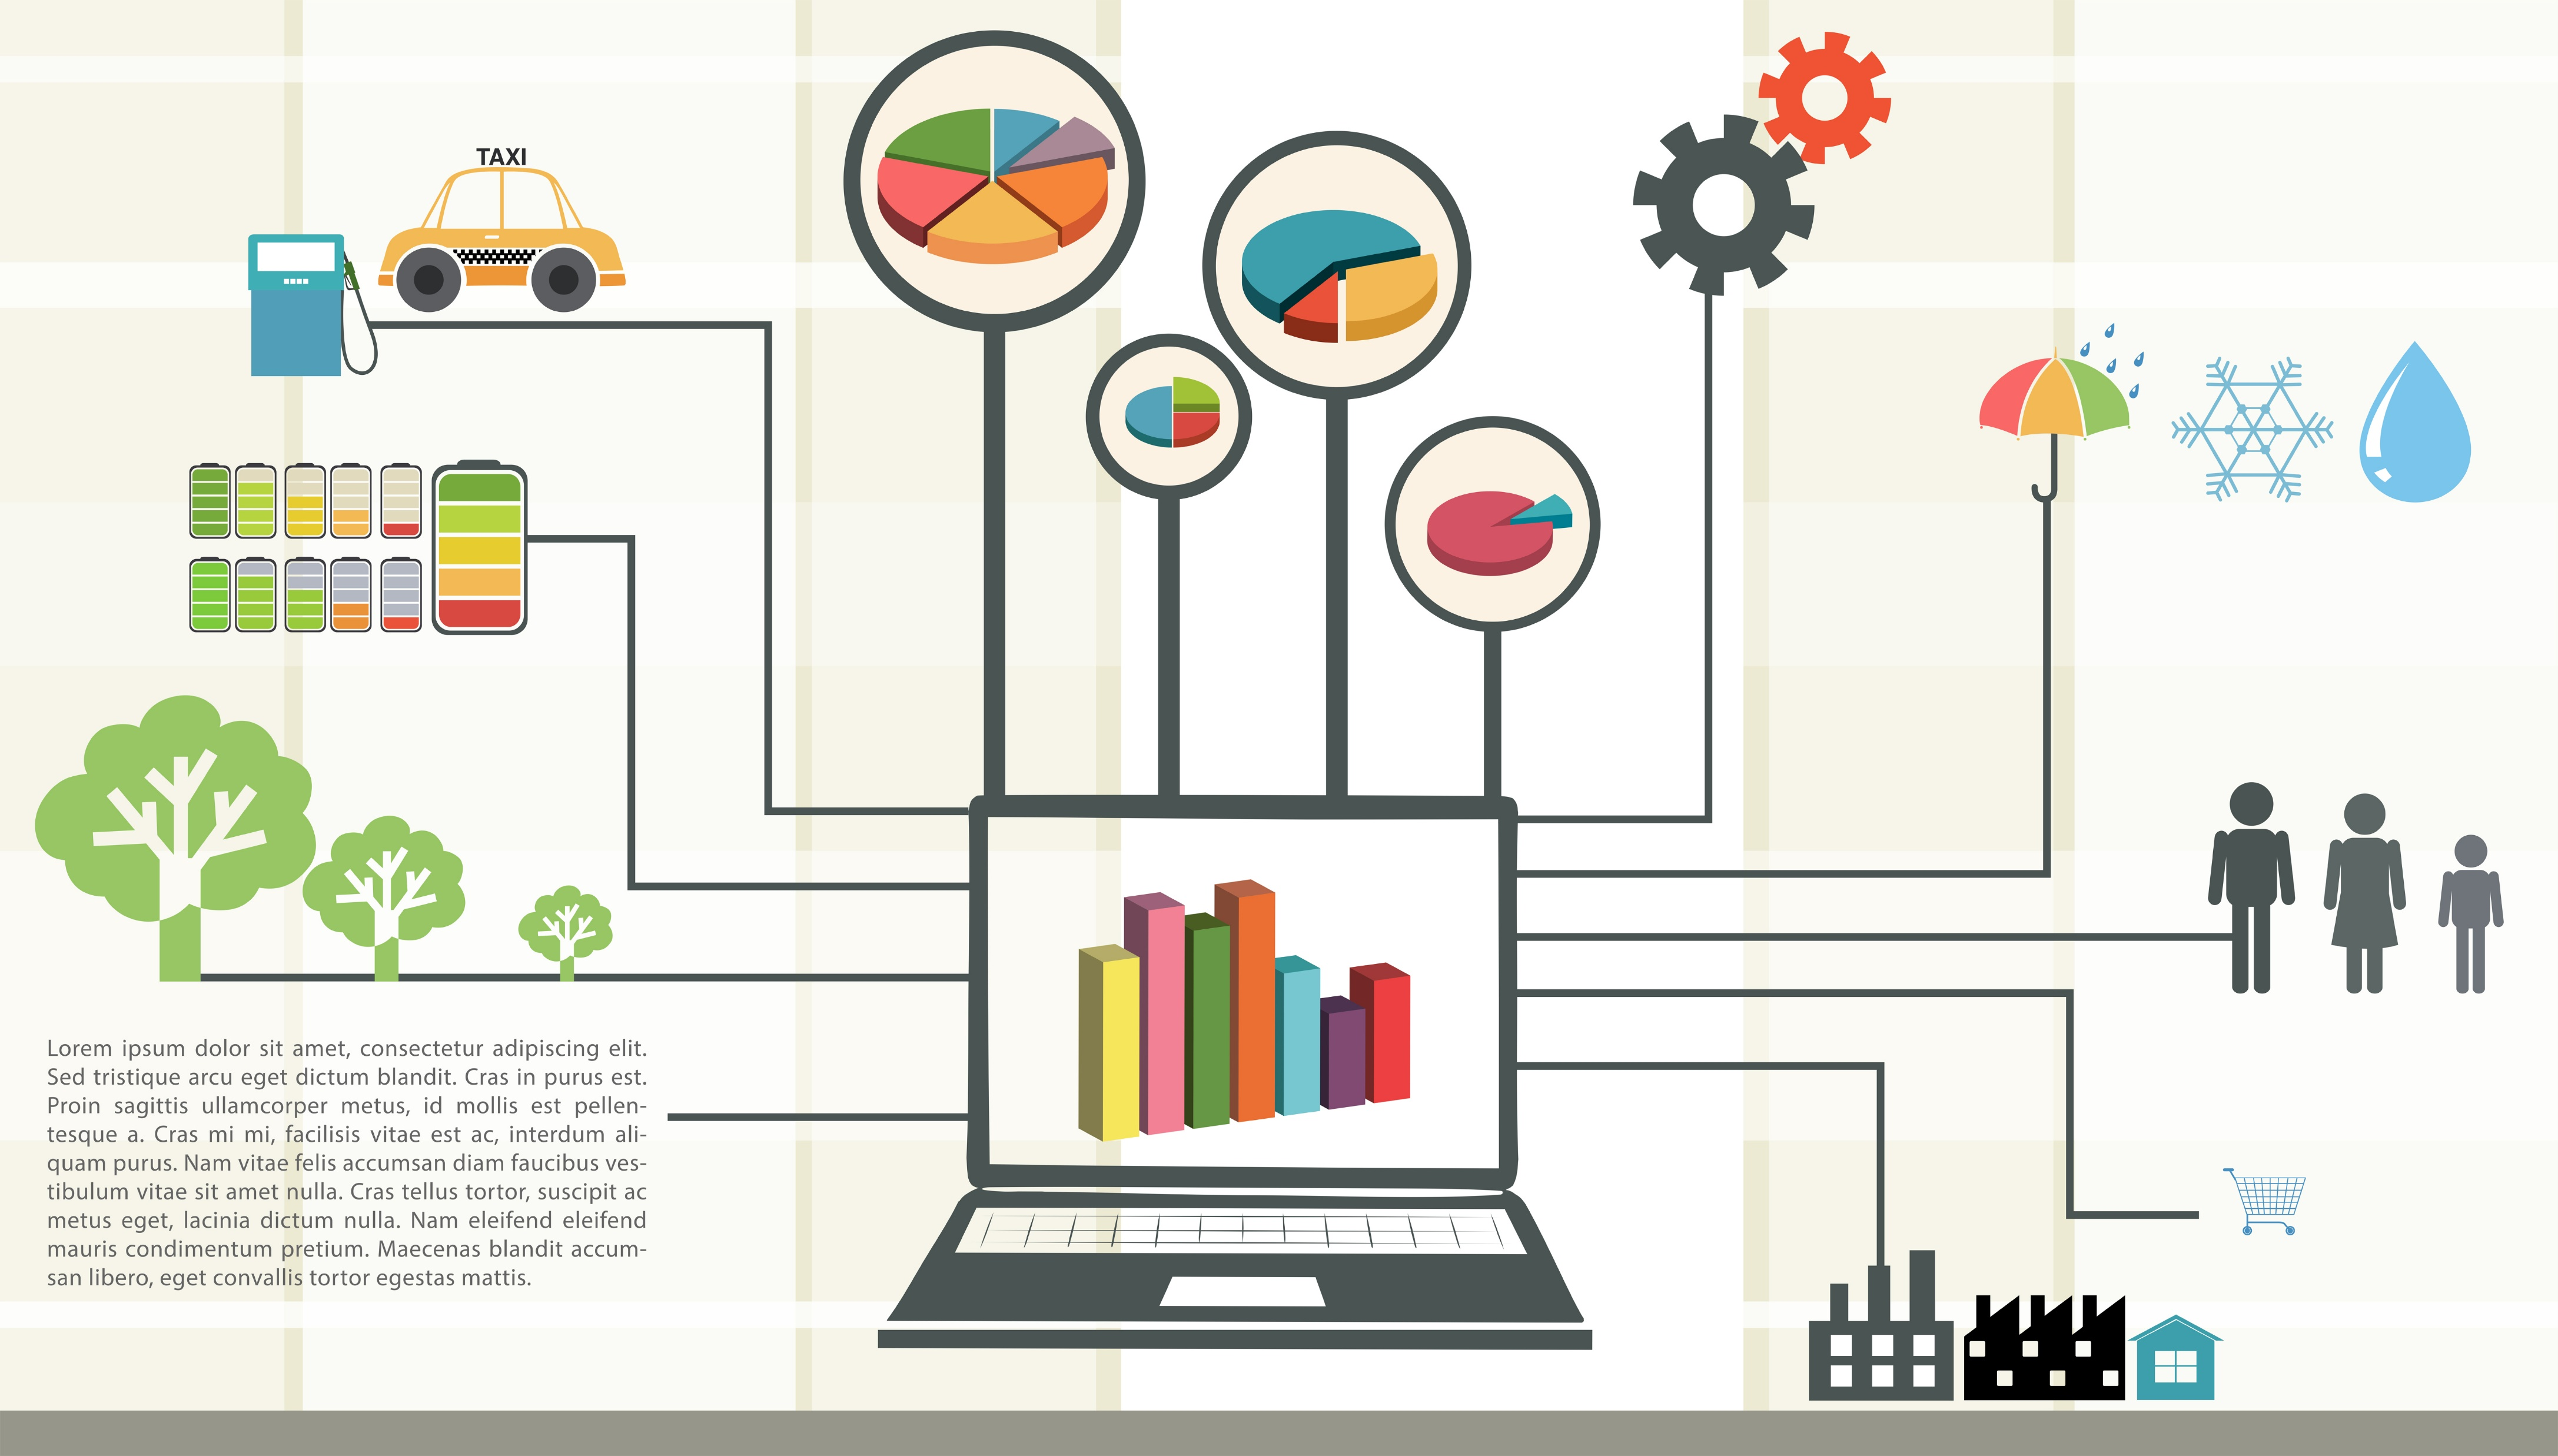 TAXI
Lorem ipsum dolor sit amet, consectetur adipiscing elit.
Sed tristique arcu eget dictum blandit. Cras in purus est.
Proin sagittis ullamcorper metus, id mollis est pellen-
tesque a. Cras mi mi, facilisis vitae est ac, interdum ali-
quam purus. Nam vitae felis accumsan diam faucibus ves-
tibulum vitae sit amet nulla. Cras tellus tortor, suscipit ac
metus eget, lacinia dictum nulla. Nam eleifend eleifend
mauris condimentum pretium. Maecenas blandit accum-
san libero, eget convallis tortor egestas mattis.